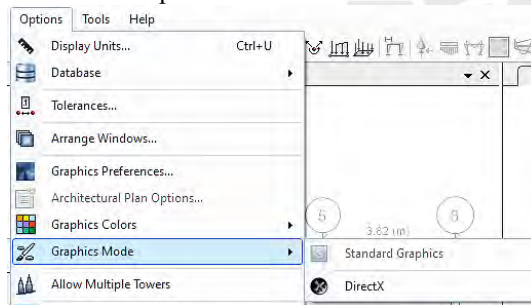 Options Tools Help
Display Units... Ctrl+U
Database
Tolerances...
Arrange Windows...
Graphics Preferences...
Architectural Plan Options...
Graphics Colors
5 6
3.62 (m)
Graphics Mode
Standard Graphics
DirectX
Allow Multiple Towers